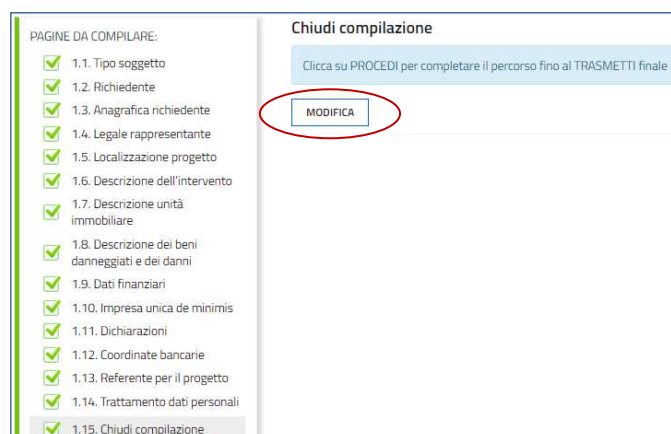 PAGINE DA COMPILARE:
1.1. Tipo soggetto
1.2. Richiedente
1.3. Anagrafica richiedente
1.4. Legale rappresentante
1.5. Localizzazione progetto
1.6. Descrizione dell'intervento
1.7. Descrizione unità
immobiliare
1.8. Descrizione dei beni
danneggiati e dei danni
1.9. Dati finanziari
1.10. Impresa unica de minimis
1.11. Dichiarazioni
1.12. Coordinate bancarie
1.13. Referente per il progetto
1.14. Trattamento dati personali
1.15. Chiudi compilazione
Chiudi compilazione
Clicca su PROCEDI per completare il percorso fino al TRASMETTI finale
MODIFICA